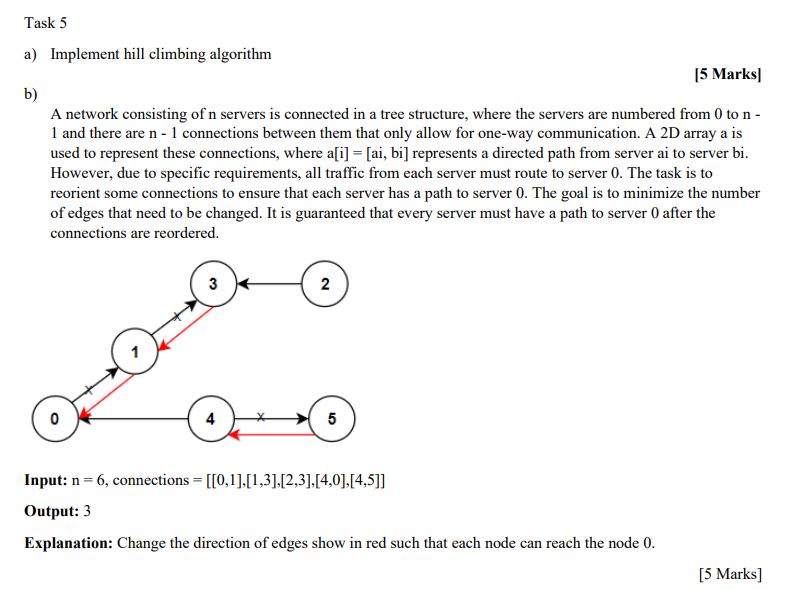 Task 5
a) Implement hill climbing algorithm
[5 Marks]
b)
A network consisting of n servers is connected in a tree structure, where the servers are numbered from 0 to n -
1 and there are n - 1 connections between them that only allow for one-way communication. A 2D array a is
used to represent these connections, where a[i] = [ai, bi] represents a directed path from server ai to server bi.
However, due to specific requirements, all traffic from each server must route to server 0. The task is to
reorient some connections to ensure that each server has a path to server 0. The goal is to minimize the number
of edges that need to be changed. It is guaranteed that every server must have a path to server 0 after the
connections are reordered.
3
2
x
1
x
0
4
x
5
Input: n = 6, connections = [[0,1],[1,3],[2,3],[4,0],[4,5]]
Output: 3
Explanation: Change the direction of edges show in red such that each node can reach the node 0.
[5 Marks]